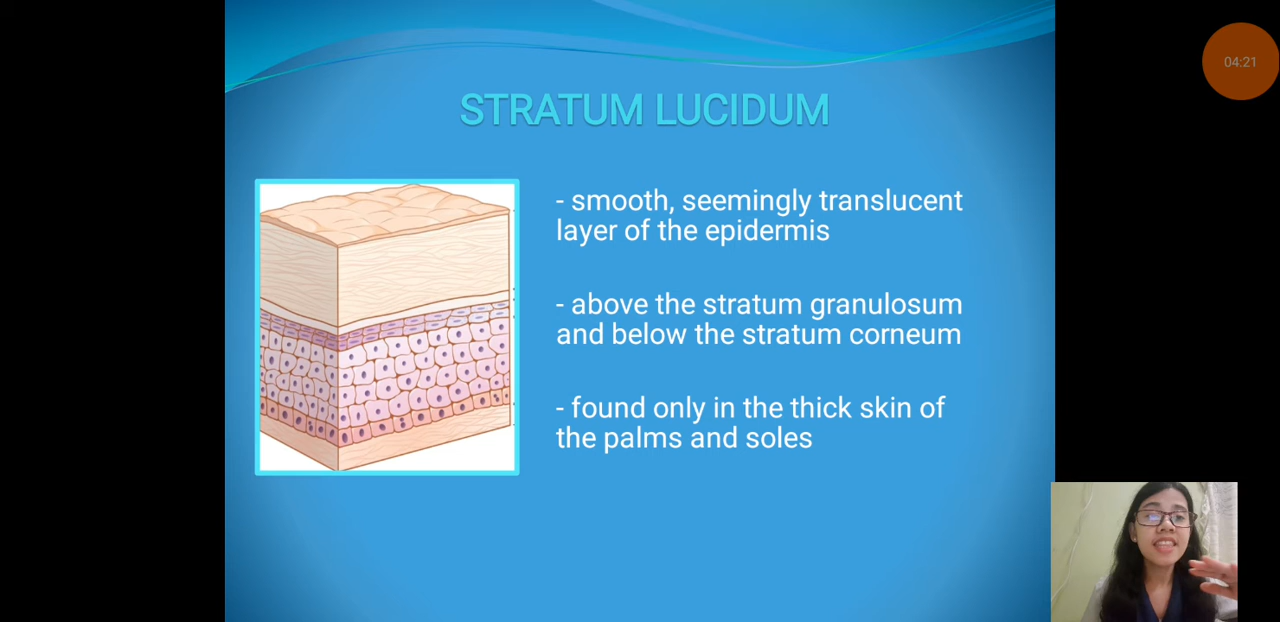 04:21
STRATUM LUCIDUM
- smooth, seemingly translucent
layer of the epidermis
- above the stratum granulosum
and below the stratum corneum
- found only in the thick skin of
the palms and soles